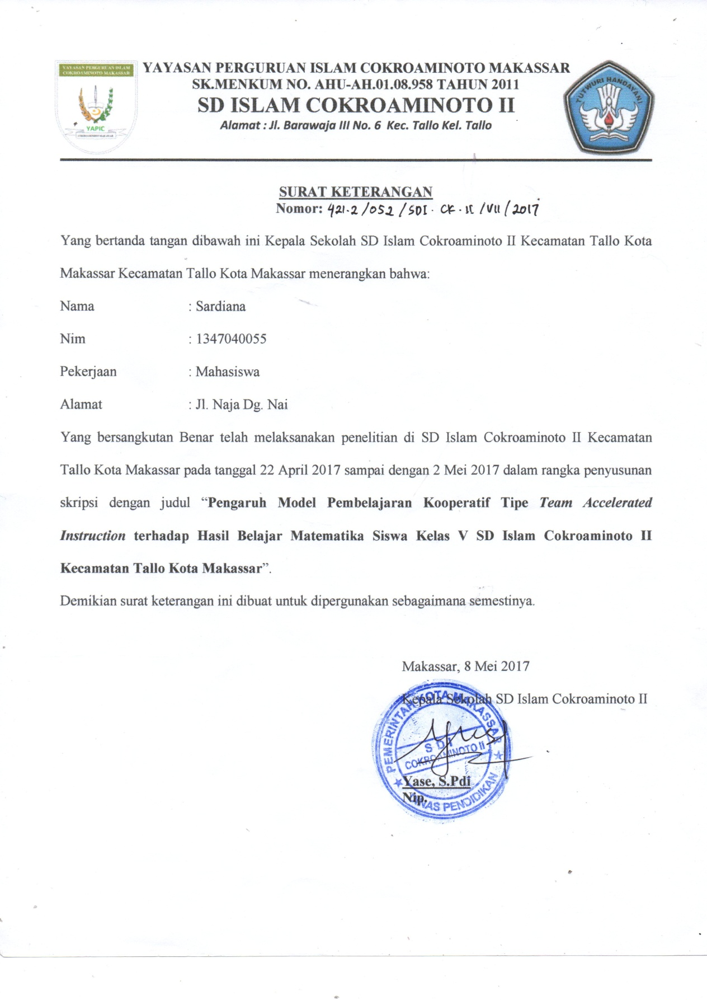 YAYASAN PERGURUAN ISLAM
COKROAMINOTO MAKASSAR
YAPIC
COKROAMINOTO MAKASSAR
YAYASAN PERGURUAN ISLAM COKROAMINOTO MAKASSAR
SK.MENKUM NO. AHU-AH.01.08.958 TAHUN 2011
SD ISLAM COKROAMINOTO II
Alamat : Jl. Barawaja III No. 6 Kec. Tallo Kel. Tallo
TUTWURI HANDAYANI
SURAT KETERANGAN
Nomor: 421.2/052/SDI. CK.II/VII/2017
Yang bertanda tangan dibawah ini Kepala Sekolah SD Islam Cokroaminoto II Kecamatan Tallo Kota
Makassar Kecamatan Tallo Kota Makassar menerangkan bahwa:
Nama : Sardiana
Nim : 1347040055
Pekerjaan : Mahasiswa
Alamat : Jl. Naja Dg. Nai
Yang bersangkutan Benar telah melaksanakan penelitian di SD Islam Cokroaminoto II Kecamatan
Tallo Kota Makassar pada tanggal 22 April 2017 sampai dengan 2 Mei 2017 dalam rangka penyusunan
skripsi dengan judul “Pengaruh Model Pembelajaran Kooperatif Tipe Team Accelerated
Instruction terhadap Hasil Belajar Matematika Siswa Kelas V SD Islam Cokroaminoto II
Kecamatan Tallo Kota Makassar”.
Demikian surat keterangan ini dibuat untuk dipergunakan sebagaimana semestinya.
Makassar, 8 Mei 2017
Kepala Sekolah SD Islam Cokroaminoto II
PEMERINTAH KOTA MAKASSAR
SDI
COKROAMINOTO II
DINAS PENDIDIKAN
Yase, S.Pdi
Nip.